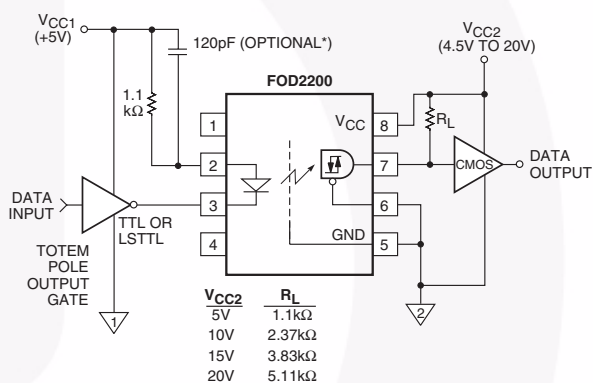 VCC1
(+5V)
120pF (OPTIONAL*)
VCC2
(4.5V TO 20V)
FOD2200
1.1
kΩ
1
VCC
8
RL
2
7
CMOS
DATA
OUTPUT
DATA
INPUT
3
6
TTL OR
LSTTL
GND
4
5
TOTEM
POLE
OUTPUT
GATE
1
2
VCC2 RL
5V 1.1kΩ
10V 2.37kΩ
15V 3.83kΩ
20V 5.11kΩ